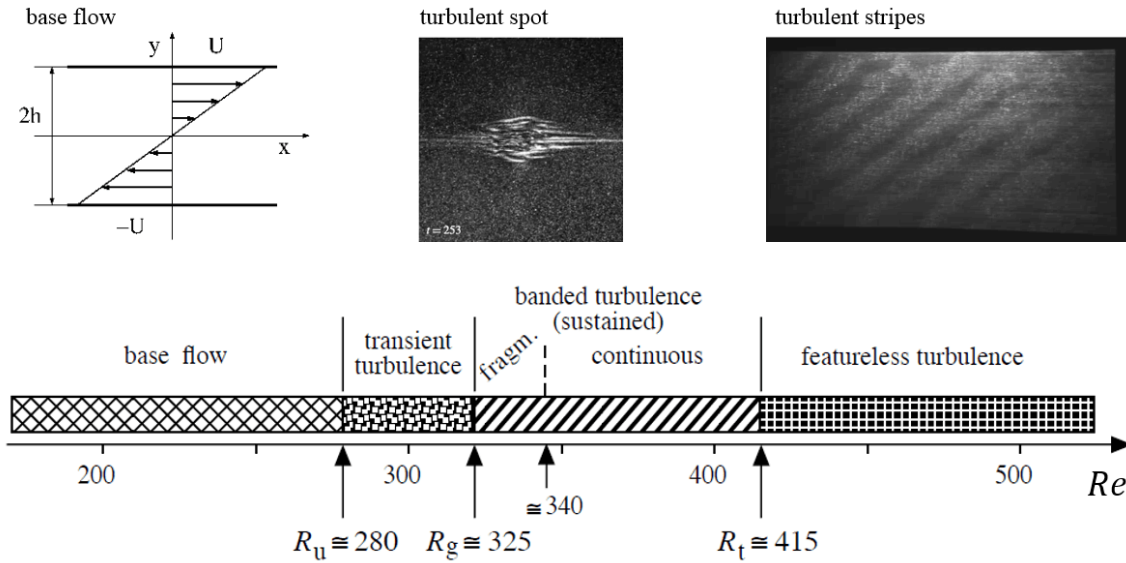 base flow
turbulent spot
turbulent stripes
y
U
2h
x
−U
t = 253
banded turbulence
(sustained)
transient
turbulence
fragm.
base flow
continuous
featureless turbulence
200
300
400
500
Re
≅ 340
R_u ≅ 280
R_g ≅ 325
R_t ≅ 415